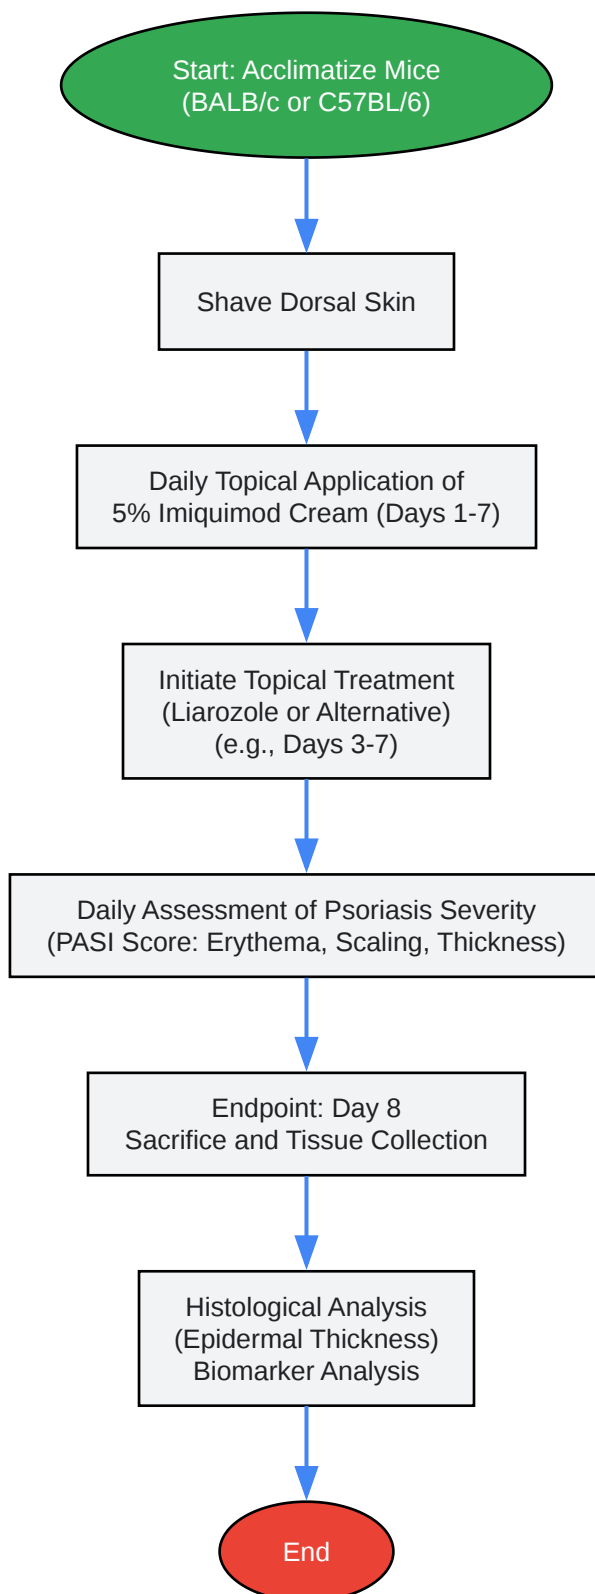 Start: Acclimatize Mice
(BALB/c or C57BL/6)
Shave Dorsal Skin
Daily Topical Application of
5% Imiquimod Cream (Days 1-7)
Initiate Topical Treatment
(Liarozole or Alternative)
(e.g., Days 3-7)
Daily Assessment of Psoriasis Severity
(PASI Score: Erythema, Scaling, Thickness)
Endpoint: Day 8
Sacrifice and Tissue Collection
Histological Analysis
(Epidermal Thickness)
Biomarker Analysis
End